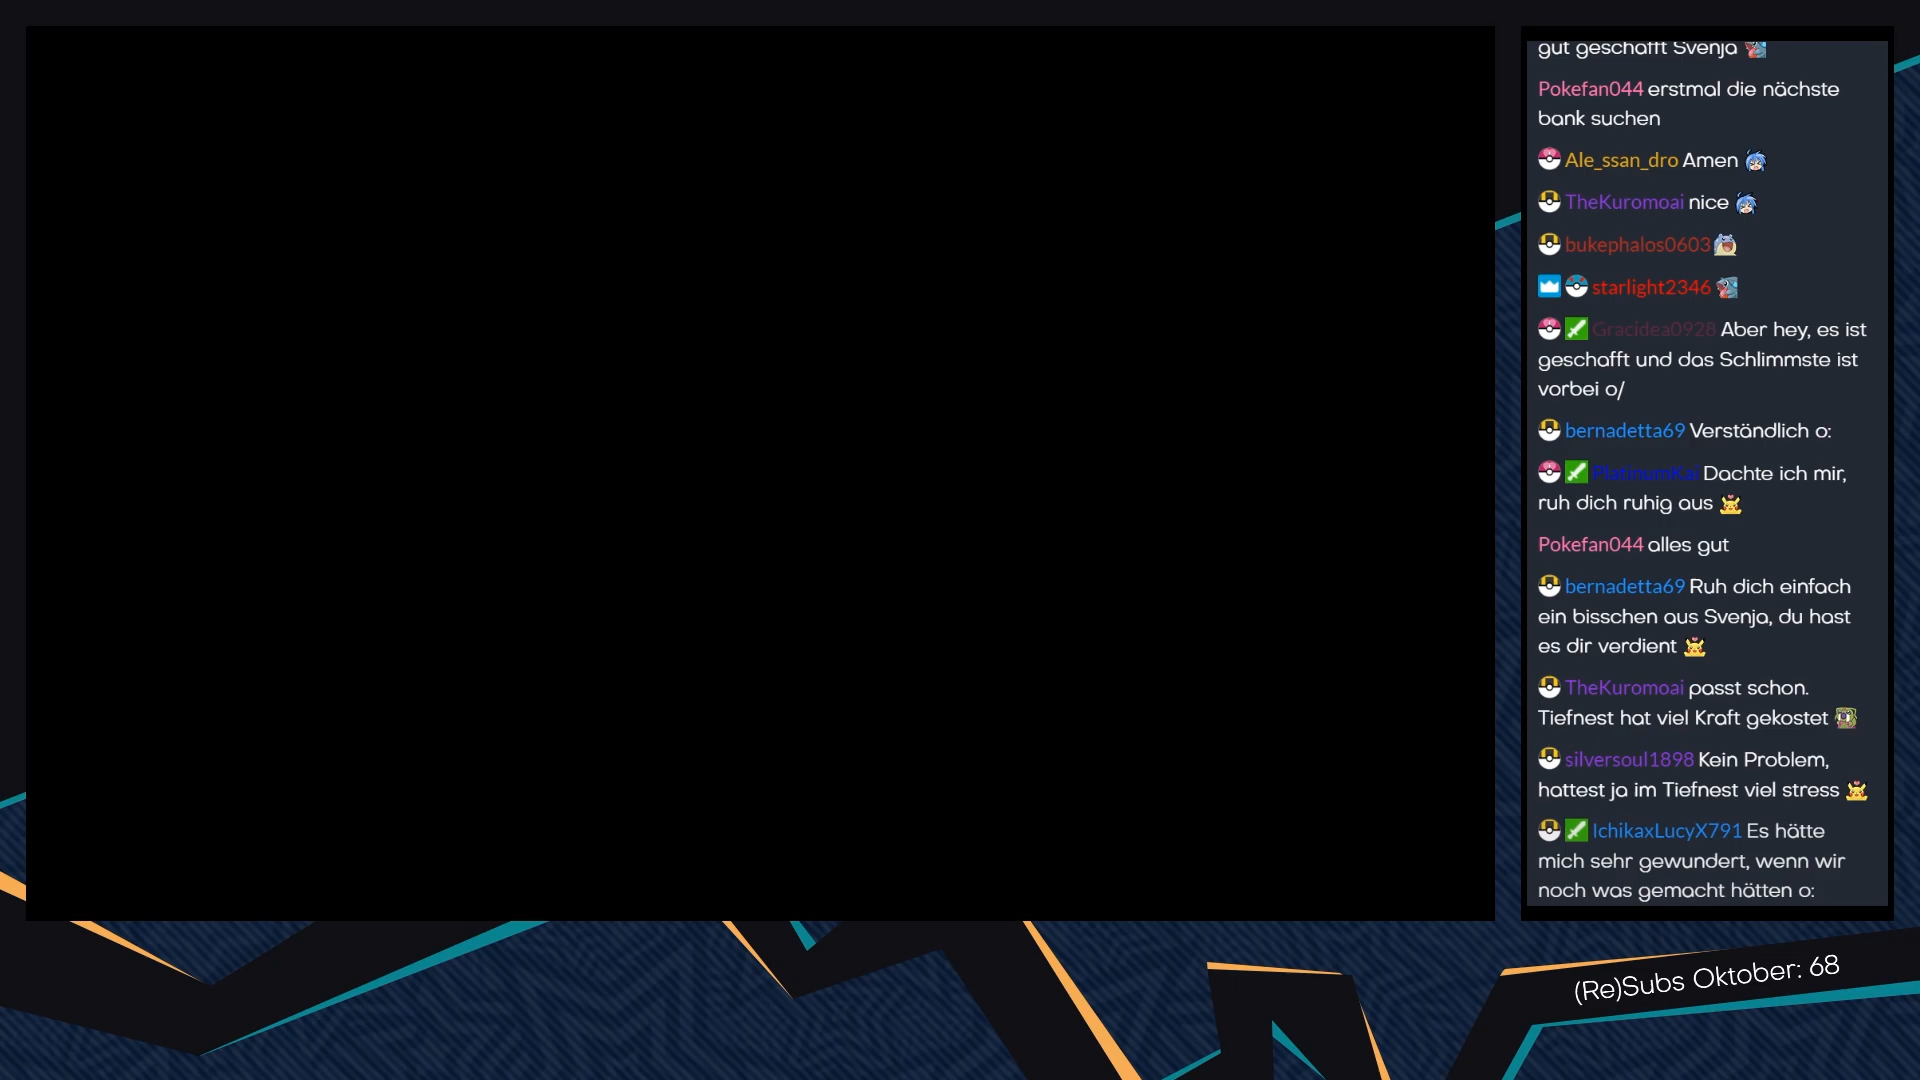 gut geschafft Svenja
Pokefan044 erstmal die nächste
bank suchen
Ale_ssan_dro Amen
TheKuromoai nice
bukephalos0603
starlight2346
Gracidea0928 Aber hey, es ist
geschafft und das Schlimmste ist
vorbei o/
bernadetta69 Verständlich o:
PlatinumKai Dachte ich mir,
ruh dich ruhig aus
Pokefan044 alles gut
bernadetta69 Ruh dich einfach
ein bisschen aus Svenja, du hast
es dir verdient
TheKuromoai passt schon.
Tiefnest hat viel Kraft gekostet
silversoul1898 Kein Problem,
hattest ja im Tiefnest viel stress
IchikaxLucyX791 Es hätte
mich sehr gewundert, wenn wir
noch was gemacht hätten o:
(Re)Subs Oktober: 68